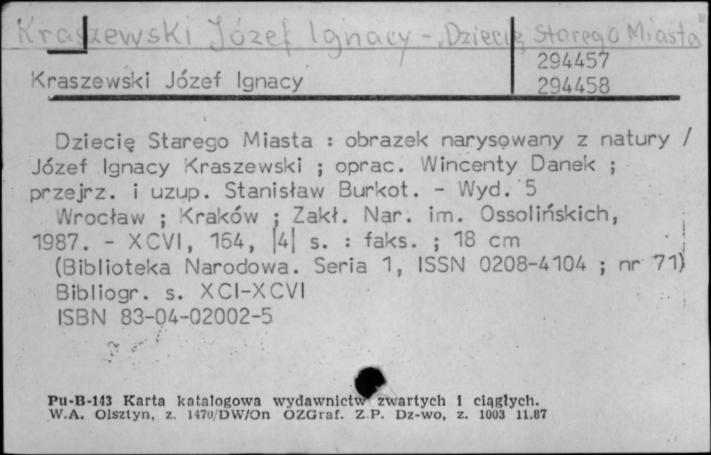 Kraszewski Józef Ignacy - "Dziecię Starego Miasta"
294457
Kraszewski Józef Ignacy 294458
Dziecię Starego Miasta : obrazek narysowany z natury /
Józef Ignacy Kraszewski ; oprac. Wincenty Danek ;
przejrz. i uzup. Stanisław Burkot. - Wyd. 5
Wrocław ; Kraków ; Zakł. Nar. im. Ossolińskich,
1987. - XCVI, 164, |4| s. : faks. ; 18 cm
(Biblioteka Narodowa. Seria 1, ISSN 0208-4104 ; nr 71)
Bibliogr. s. XCI-XCVI
ISBN 83-04-02002-5
Pu-B-143 Karta katalogowa wydawnictw zwartych i ciągłych.
W.A. Olsztyn, z. 1470/DW/On OZGraf. Z.P. Dz-wo, z. 1003 11.87